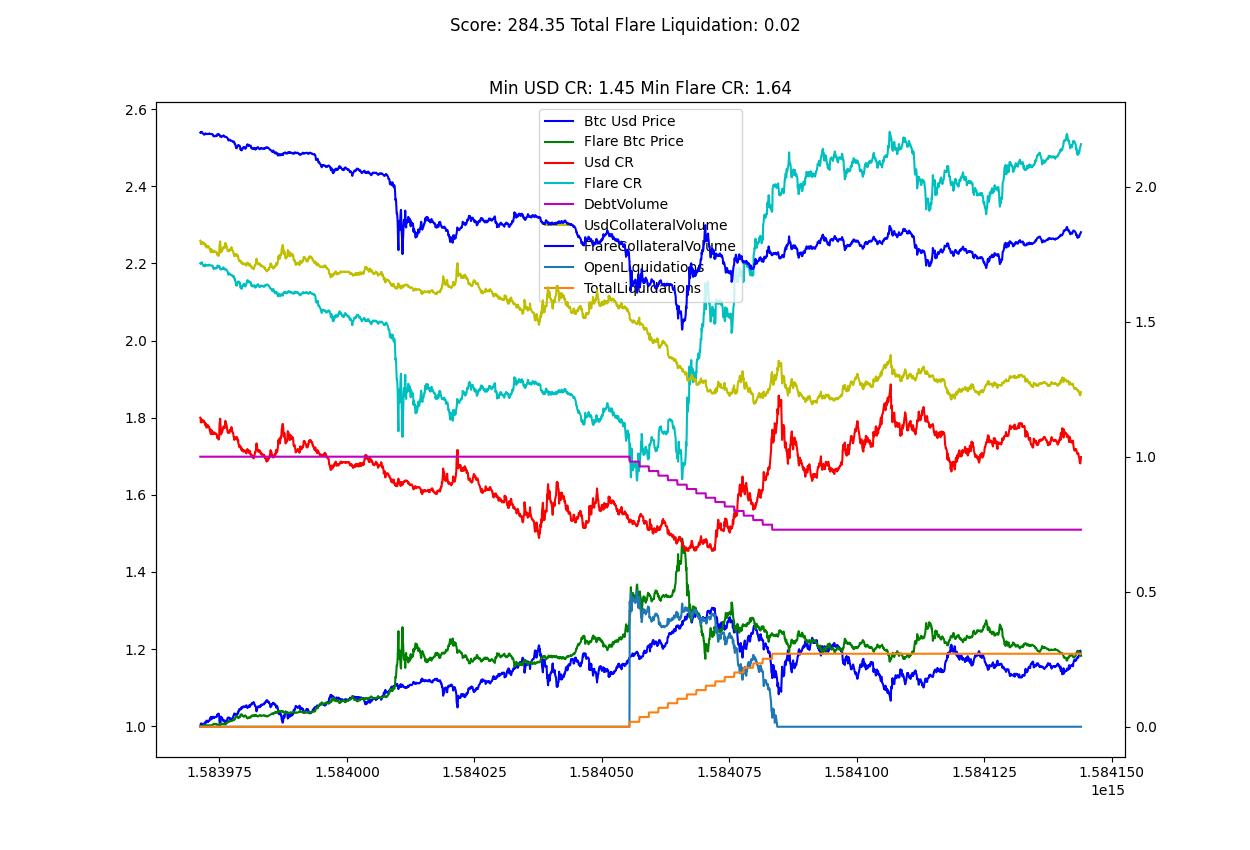 Score: 284.35 Total Flare Liquidation: 0.02
Min USD CR: 1.45 Min Flare CR: 1.64
2.6
2.4
2.2
2.0
1.8
1.6
1.4
1.2
1.0
Btc Usd Price
Flare Btc Price
Usd CR
Flare CR
DebtVolume
UsdCollateralVolume
FlareCollateralVolume
OpenLiquidations
TotalLiquidations
2.0
1.5
1.0
0.5
0.0
1.583975 1.584000 1.584025 1.584050 1.584075 1.584100 1.584125 1.584150
1e15